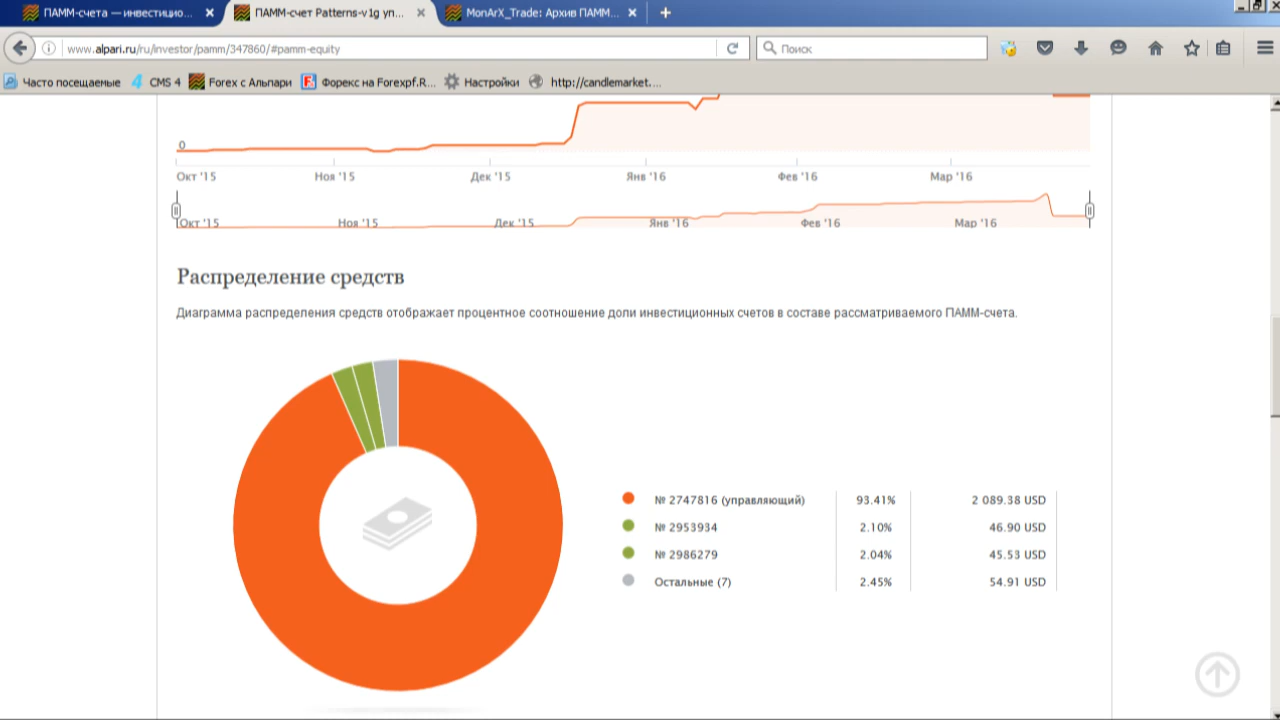 ПАММ-счета — инвестицио...
ПАММ-счет Patterns-v1g уп...
MonArX_Trade: Архив ПАММ...
www.alpari.ru/ru/investor/pamm/347860/#pamm-equity
Поиск
Часто посещаемые
CMS 4
Forex с Альпари
Форекс на Forexpf.R...
Настройки
http://candlemarket....
0
Окт '15 Ноя '15 Дек '15 Янв '16 Фев '16 Мар '16
Окт '15 Ноя '15 Дек '15 Янв '16 Фев '16 Мар '16
Распределение средств
Диаграмма распределения средств отображает процентное соотношение доли инвестиционных счетов в составе рассматриваемого ПАММ-счета.
№ 2747816 (управляющий) 93.41% 2 089.38 USD
№ 2953934 2.10% 46.90 USD
№ 2986279 2.04% 45.53 USD
Остальные (7) 2.45% 54.91 USD